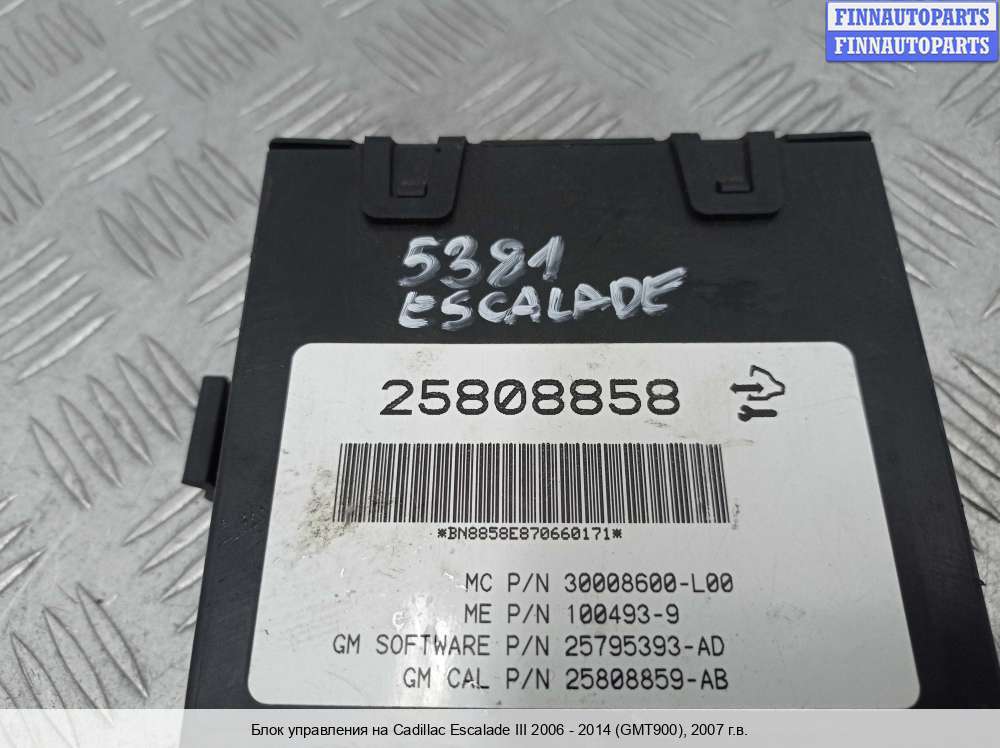 FINNAUTOPARTS
FINNAUTOPARTS
5381
ESCALADE
25808858
*BN8858E870660171*
MC P/N 30008600-L00
ME P/N 100493-9
GM SOFTWARE P/N 25795393-AD
GM CAL P/N 25808859-AB
Блок управления на Cadillac Escalade III 2006 - 2014 (GMT900), 2007 г.в.